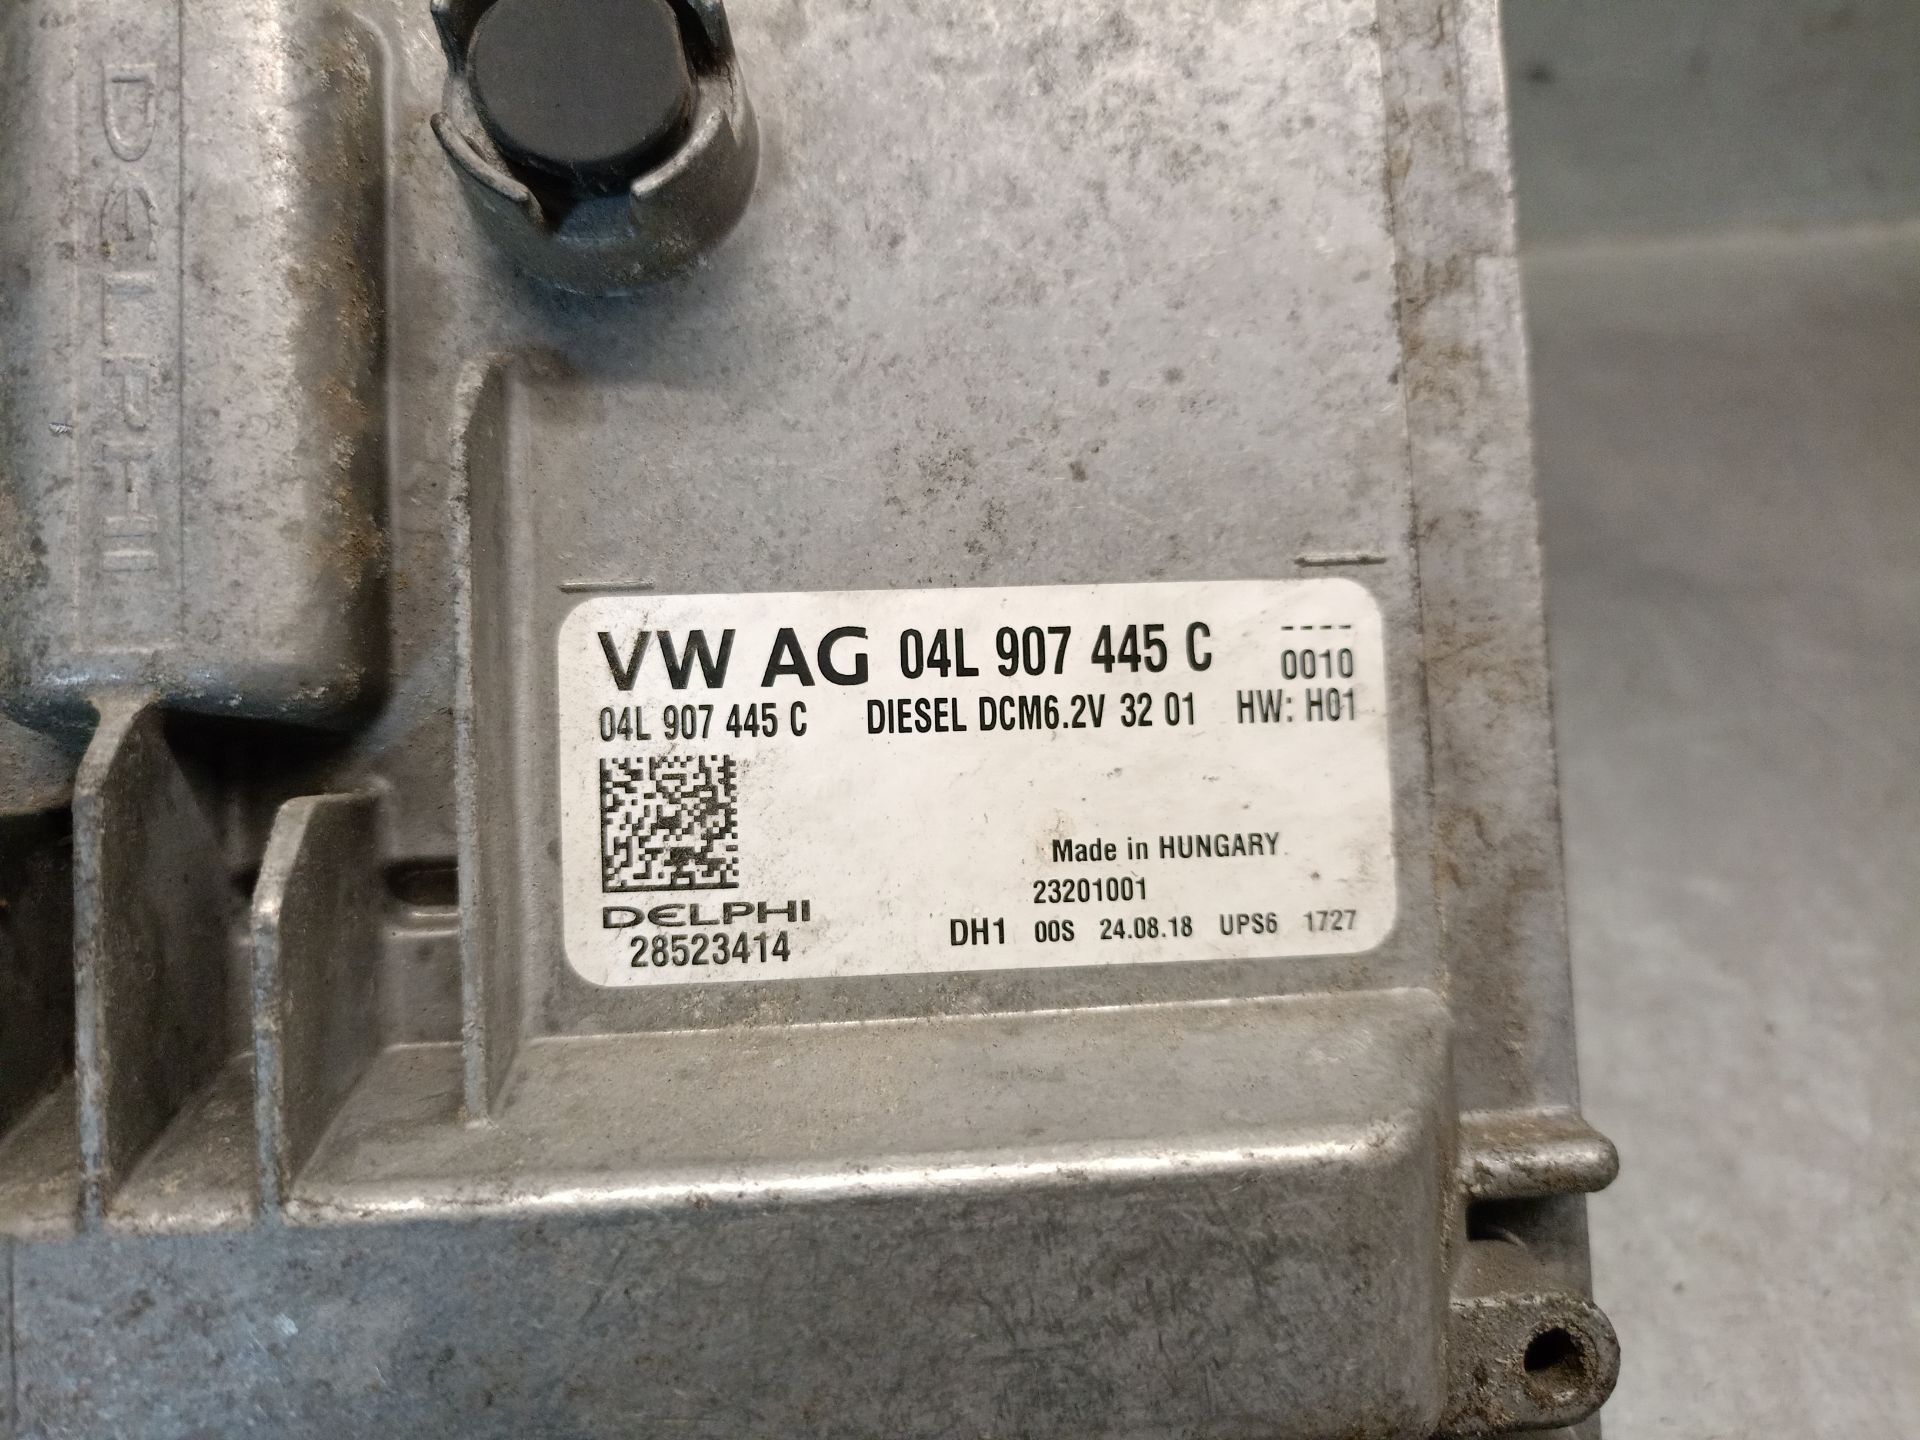 DELPHI
VW AG 04L 907 445 C ----
0010
04L 907 445 C DIESEL DCM6.2V 32 01 HW: H01
Made in HUNGARY
23201001
DELPHI
28523414
DH1 00S 24.08.18 UPS6 1727